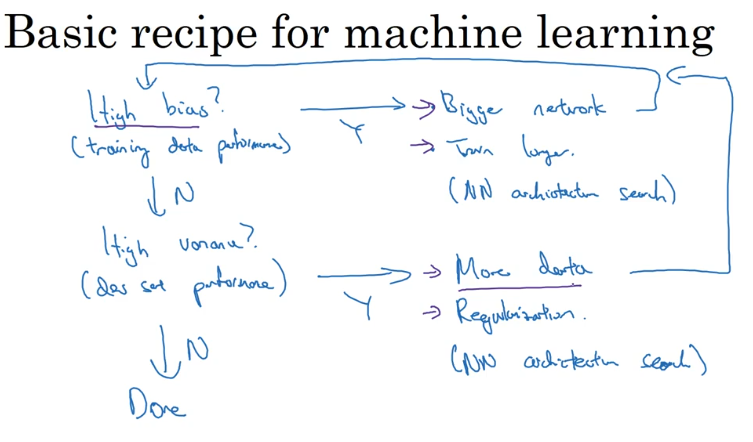 Basic recipe for machine learning
High bias?
(training data performance)
Y
Bigger network
Train longer.
(NN architecture search)
N
High variance?
(dev set performance)
Y
More data
Regularization.
(NN architecture search)
N
Done